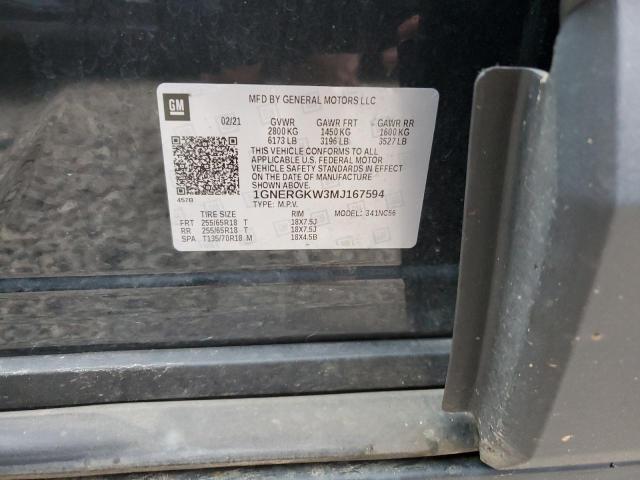 GM
MFD BY GENERAL MOTORS LLC
02/21 GVWR GAWR FRT GAWR RR
2800 KG 1450 KG 1600 KG
6173 LB 3196 LB 3527 LB
THIS VEHICLE CONFORMS TO ALL
APPLICABLE U.S. FEDERAL MOTOR
VEHICLE SAFETY STANDARDS IN
EFFECT ON THE DATE OF
MANUFACTURE SHOWN ABOVE.
457B 1GNERGKW3MJ167594
TYPE: M.P.V. MODEL: 341NC56
TIRE SIZE RIM
FRT 255/65R18 T 18X7.5J
RR 255/65R18 T 18X7.5J
SPA T135/70R18 M 18X4.5B